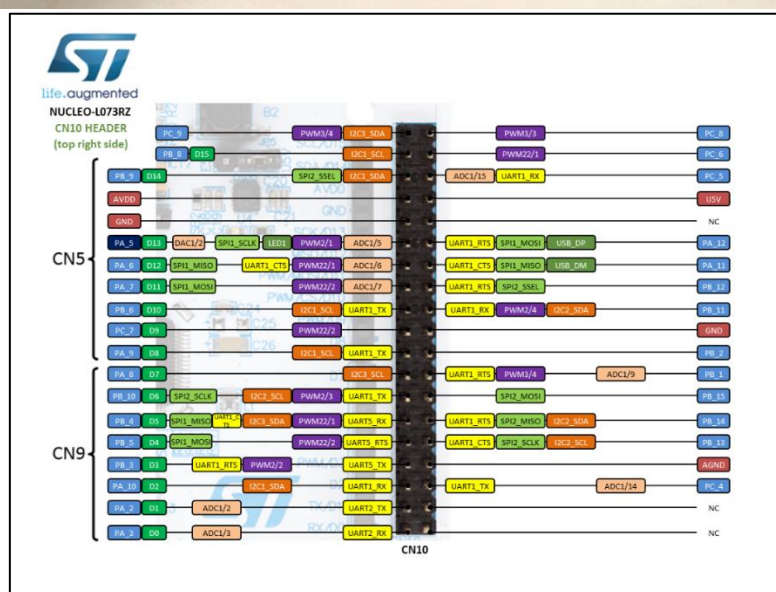 life.augmented
NUCLEO-L073RZ
CN10 HEADER
(top right side)
PC_9 PWM3/4 I2C3_SDA PWM3/3 PC_8
PB_8 D15 I2C1_SCL PWM22/1 PC_6
PB_9 D14 SPI2_SSEL I2C1_SDA ADC1/15 UART1_RX PC_5
AVDD U5V
GND NC
CN5
PA_5 D13 DAC1/2 SPI1_SCLK LED1 PWM2/1 ADC1/5 UART1_RTS SPI1_MOSI USB_DP PA_12
PA_6 D12 SPI1_MISO UART1_CTS PWM22/1 ADC1/6 UART1_CTS SPI1_MISO USB_DM PA_11
PA_7 D11 SPI1_MOSI PWM22/2 ADC1/7 UART1_RTS SPI2_SSEL PB_12
PB_6 D10 I2C1_SCL UART1_TX UART1_RX PWM2/4 I2C2_SDA PB_11
PC_7 D9 PWM22/2 GND
PA_9 D8 I2C1_SCL UART1_TX PB_2
PA_8 D7 I2C3_SCL UART1_RTS PWM3/4 ADC1/9 PB_1
PB_10 D6 SPI2_SCLK I2C2_SCL PWM2/3 UART1_TX SPI2_MOSI PB_15
PB_4 D5 SPI1_MISO UART1_CTS I2C3_SDA PWM22/1 UART5_RX UART1_RTS SPI2_MISO I2C2_SDA PB_14
CN9
PB_5 D4 SPI1_MOSI PWM22/2 UART5_RTS UART1_CTS SPI2_SCLK I2C2_SCL PB_13
PB_3 D3 UART1_RTS PWM2/2 UART5_TX AGND
PA_10 D2 I2C1_SDA UART1_RX UART1_TX ADC1/14 PC_4
PA_2 D1 ADC1/2 UART2_TX NC
PA_3 D0 ADC1/3 UART2_RX NC
CN10